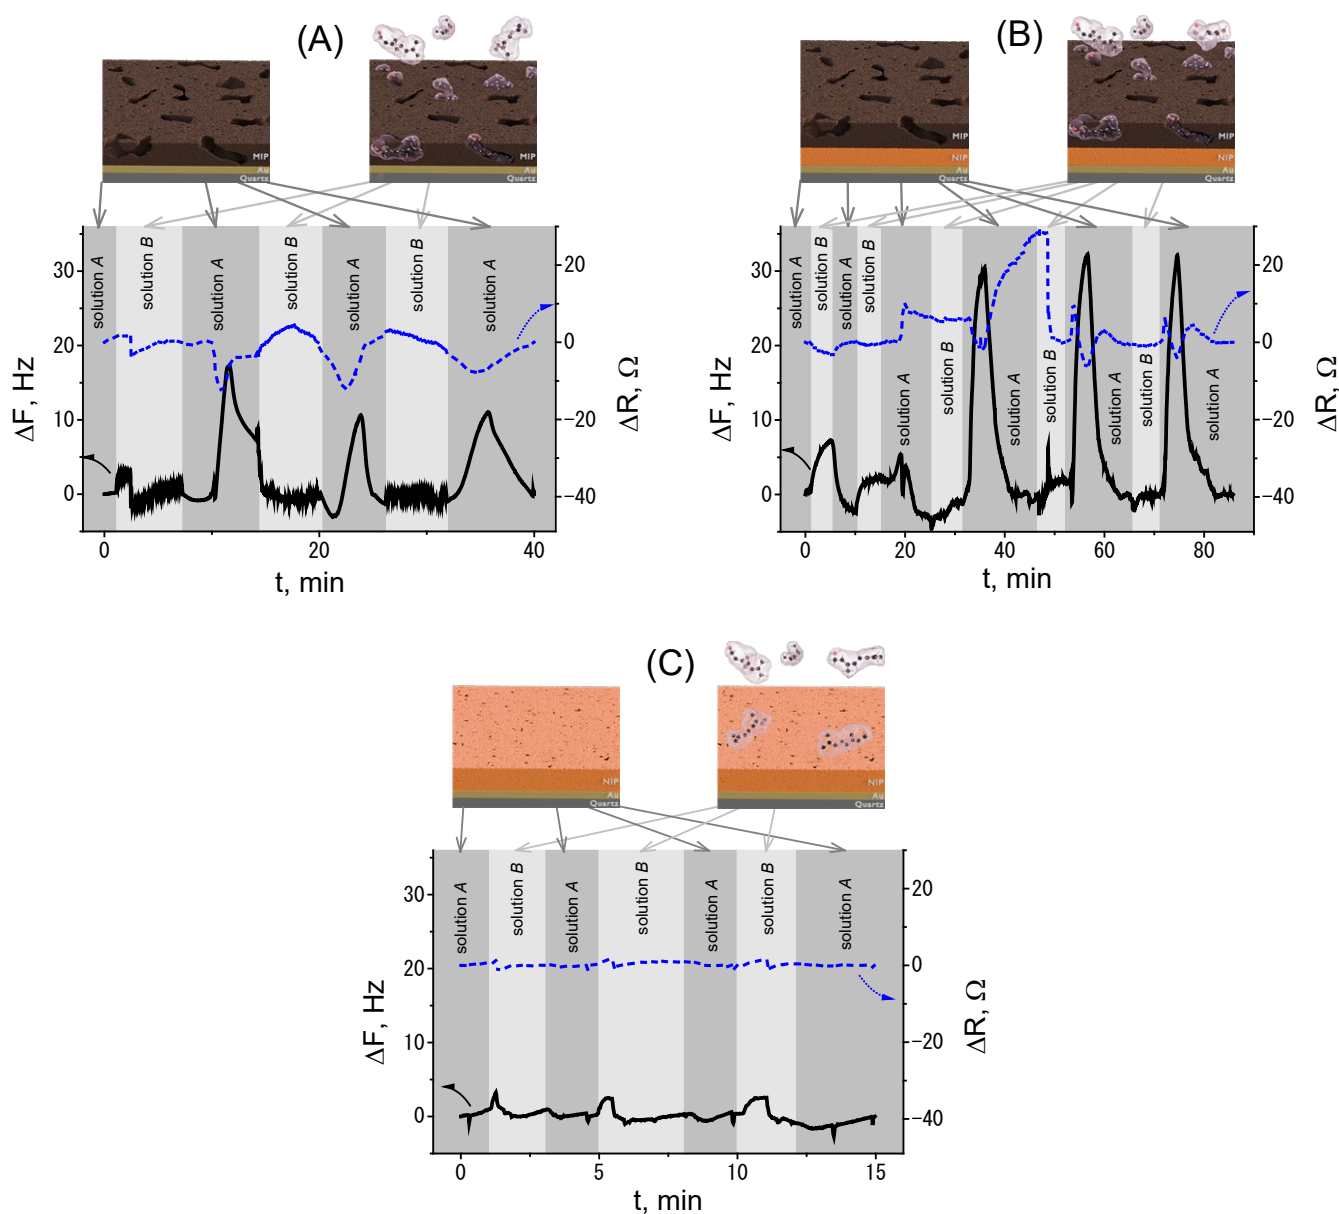 (A)
MIP
Au
Quartz
MIP
Au
Quartz
solution A
solution B
solution A
solution B
solution A
solution B
solution A
30
20
10
0
20
0
−20
−40
ΔF, Hz
ΔR, Ω
0
20
40
t, min
(B)
MIP
NIP
Au
Quartz
MIP
NIP
Au
Quartz
solution A
solution B
solution A
solution B
solution A
solution B
solution A
solution B
solution A
solution B
solution A
30
20
10
0
20
0
−20
−40
ΔF, Hz
ΔR, Ω
0
20
40
60
80
t, min
(C)
NIP
Au
Quartz
NIP
Au
Quartz
solution A
solution B
solution A
solution B
solution A
solution B
solution A
30
20
10
0
20
0
−20
−40
ΔF, Hz
ΔR, Ω
0
5
10
15
t, min